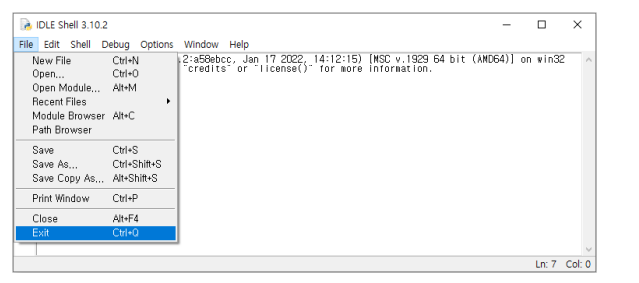 IDLE Shell 3.10.2
File Edit Shell Debug Options Window Help
New File Ctrl+N
Open... Ctrl+O
Open Module... Alt+M
Recent Files
Module Browser Alt+C
Path Browser
Save Ctrl+S
Save As... Ctrl+Shift+S
Save Copy As... Alt+Shift+S
Print Window Ctrl+P
Close Alt+F4
Exit Ctrl+Q
.2:a58ebcc, Jan 17 2022, 14:12:15) [MSC v.1929 64 bit (AMD64)] on win32
"credits" or "license()" for more information.
Ln: 7 Col: 0